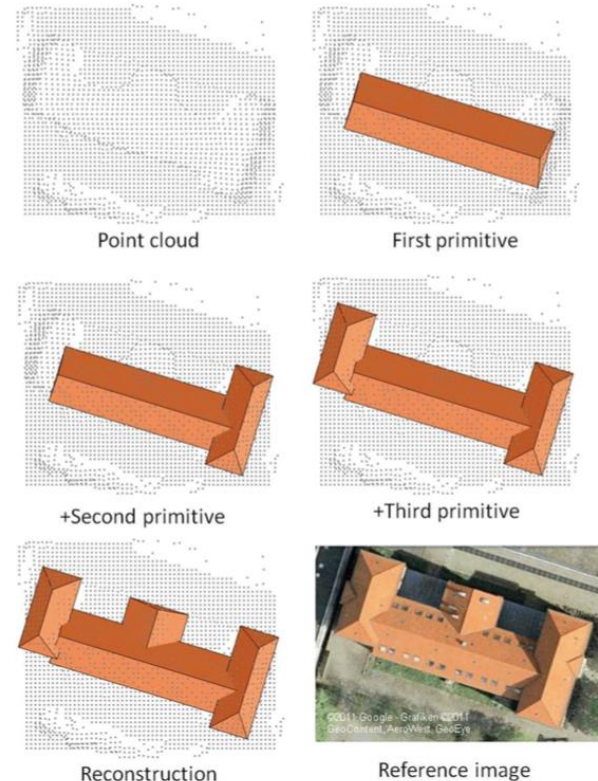 Point cloud
First primitive
+Second primitive
+Third primitive
©2011 Google - Grafiken ©2011
GeoContent, AeroWest, GeoEye
Reconstruction
Reference image